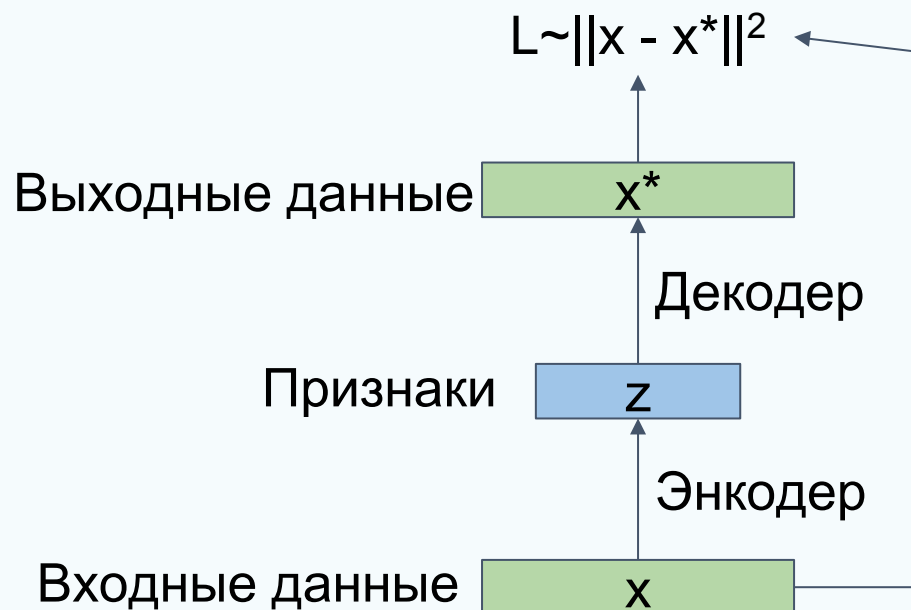 L~||x - x*||²
Выходные данные x*
Декодер
Признаки z
Энкодер
Входные данные x